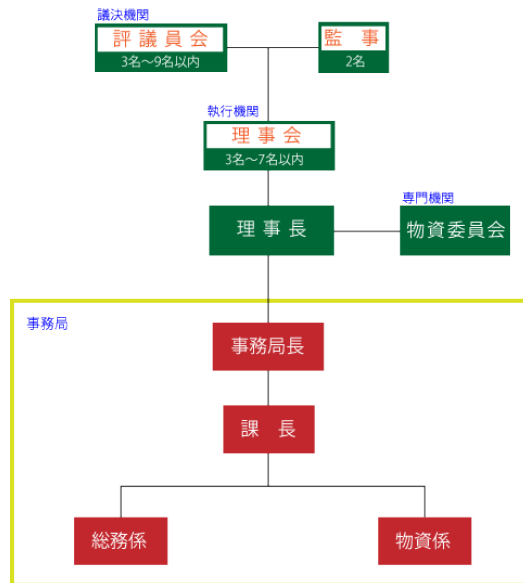 議決機関
評議員会
3名〜9名以内
監　事
2名
執行機関
理事会
3名〜7名以内
専門機関
理事長
物資委員会
事務局
事務局長
課　長
総務係
物資係